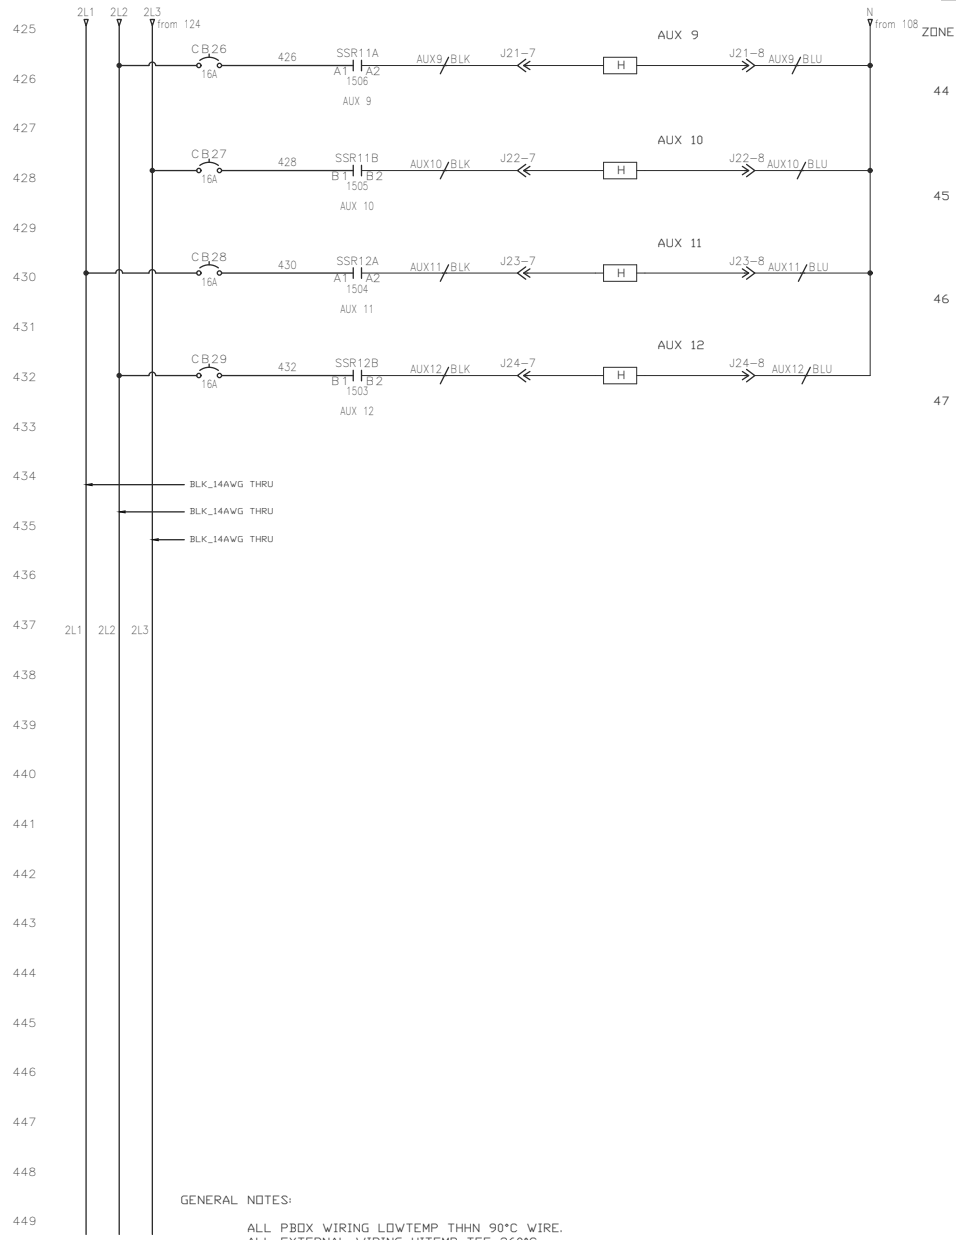 2L1 2L2 2L3 N
425 from 124 from 108 ZONE
AUX 9
CB26 426 SSR11A AUX9 BLK J21-7 H J21-8 AUX9 BLU
16A A1 A2
426 1506
44
AUX 9
427
AUX 10
CB27 428 SSR11B AUX10 BLK J22-7 H J22-8 AUX10 BLU
16A B1 B2
428 1505
45
AUX 10
429
AUX 11
CB28 430 SSR12A AUX11 BLK J23-7 H J23-8 AUX11 BLU
430 16A A1 A2
1504
46
AUX 11
431
AUX 12
CB29 432 SSR12B AUX12 BLK J24-7 H J24-8 AUX12 BLU
432 16A B1 B2
1503
47
AUX 12
433
434
BLK_14AWG THRU
BLK_14AWG THRU
435
BLK_14AWG THRU
436
437 2L1 2L2 2L3
438
439
440
441
442
443
444
445
446
447
448
GENERAL NOTES:
449
ALL PBOX WIRING LOWTEMP THHN 90°C WIRE.
ALL EXTERNAL WIRING HITEMP TFE 260°C